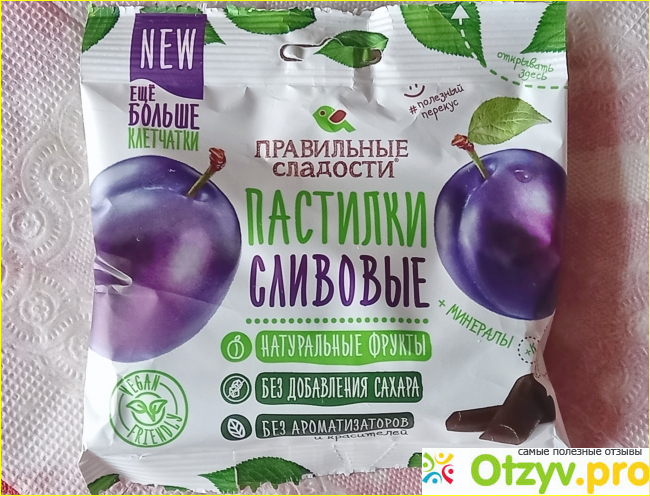 NEW
ЕЩЁ
БОЛЬШЕ
КЛЕТЧАТКИ
открывать
здесь
#полезный
перекус
ПРАВИЛЬНЫЕ
СЛАДОСТИ®
ПАСТИЛКИ
СЛИВОВЫЕ
+ МИНЕРАЛЫ
НАТУРАЛЬНЫЕ ФРУКТЫ
БЕЗ ДОБАВЛЕНИЯ САХАРА
БЕЗ АРОМАТИЗАТОРОВ
и красителей
VEGAN
FRIENDLY
самые полезные отзывы
Otzyv.pro